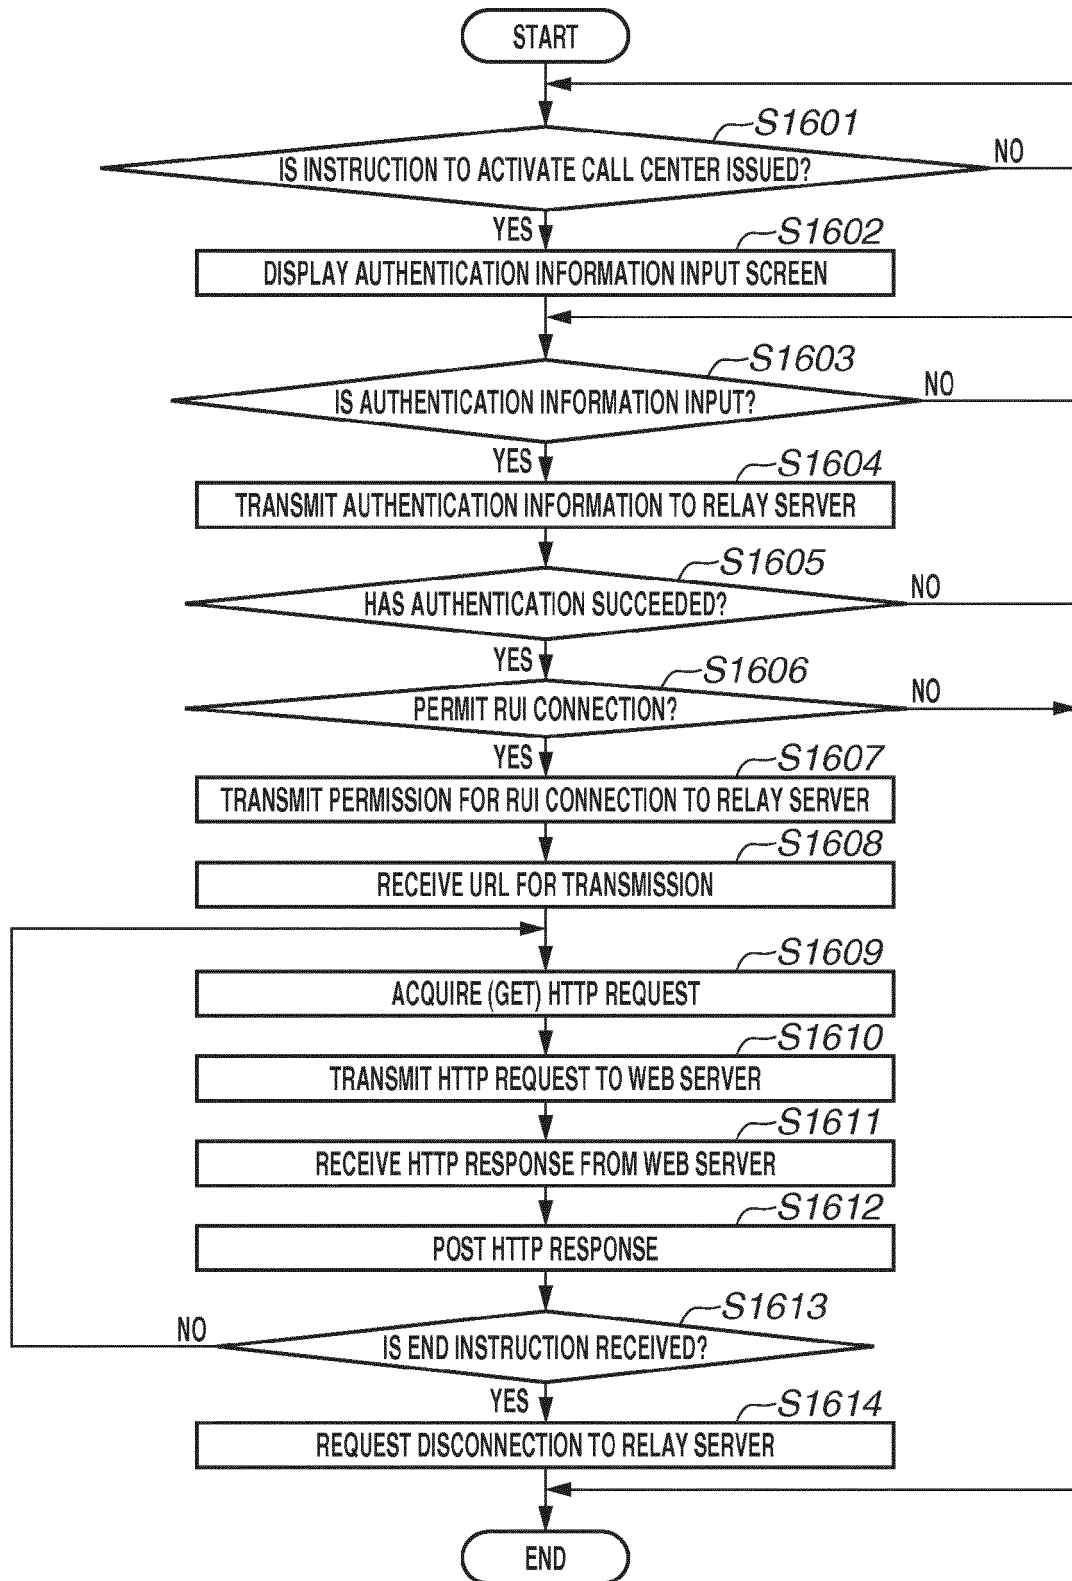 START
S1601
IS INSTRUCTION TO ACTIVATE CALL CENTER ISSUED?
NO
YES
S1602
DISPLAY AUTHENTICATION INFORMATION INPUT SCREEN
S1603
IS AUTHENTICATION INFORMATION INPUT?
NO
YES
S1604
TRANSMIT AUTHENTICATION INFORMATION TO RELAY SERVER
S1605
HAS AUTHENTICATION SUCCEEDED?
NO
YES
S1606
PERMIT RUI CONNECTION?
NO
YES
S1607
TRANSMIT PERMISSION FOR RUI CONNECTION TO RELAY SERVER
S1608
RECEIVE URL FOR TRANSMISSION
S1609
ACQUIRE (GET) HTTP REQUEST
S1610
TRANSMIT HTTP REQUEST TO WEB SERVER
S1611
RECEIVE HTTP RESPONSE FROM WEB SERVER
S1612
POST HTTP RESPONSE
S1613
NO
IS END INSTRUCTION RECEIVED?
YES
S1614
REQUEST DISCONNECTION TO RELAY SERVER
END